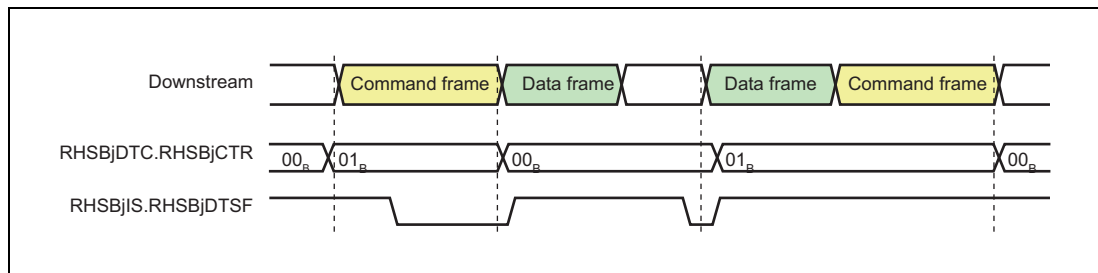 Downstream Command frame Data frame Data frame Command frame
RHSBjDTC.RHSBjCTR 00B 01B 00B 01B 00B
RHSBjIS.RHSBjDTSF